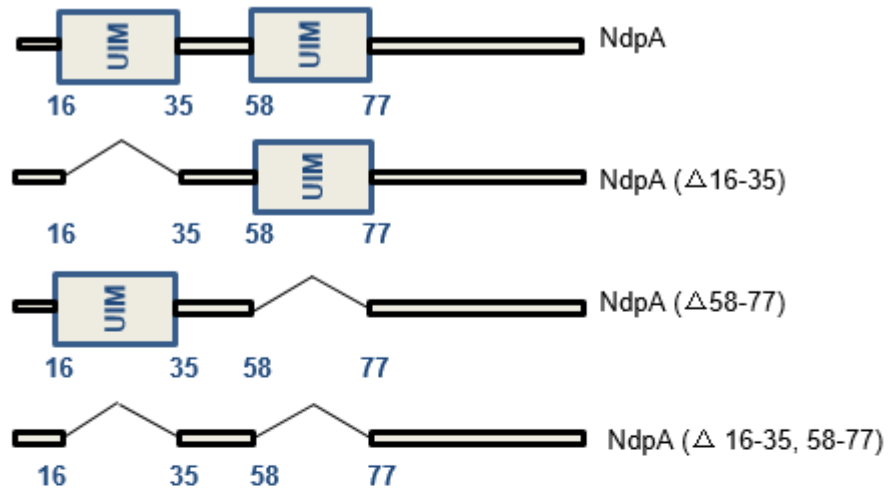 UIM UIM NdpA
16 35 58 77
UIM NdpA (△16-35)
16 35 58 77
UIM NdpA (△58-77)
16 35 58 77
NdpA (△ 16-35, 58-77)
16 35 58 77